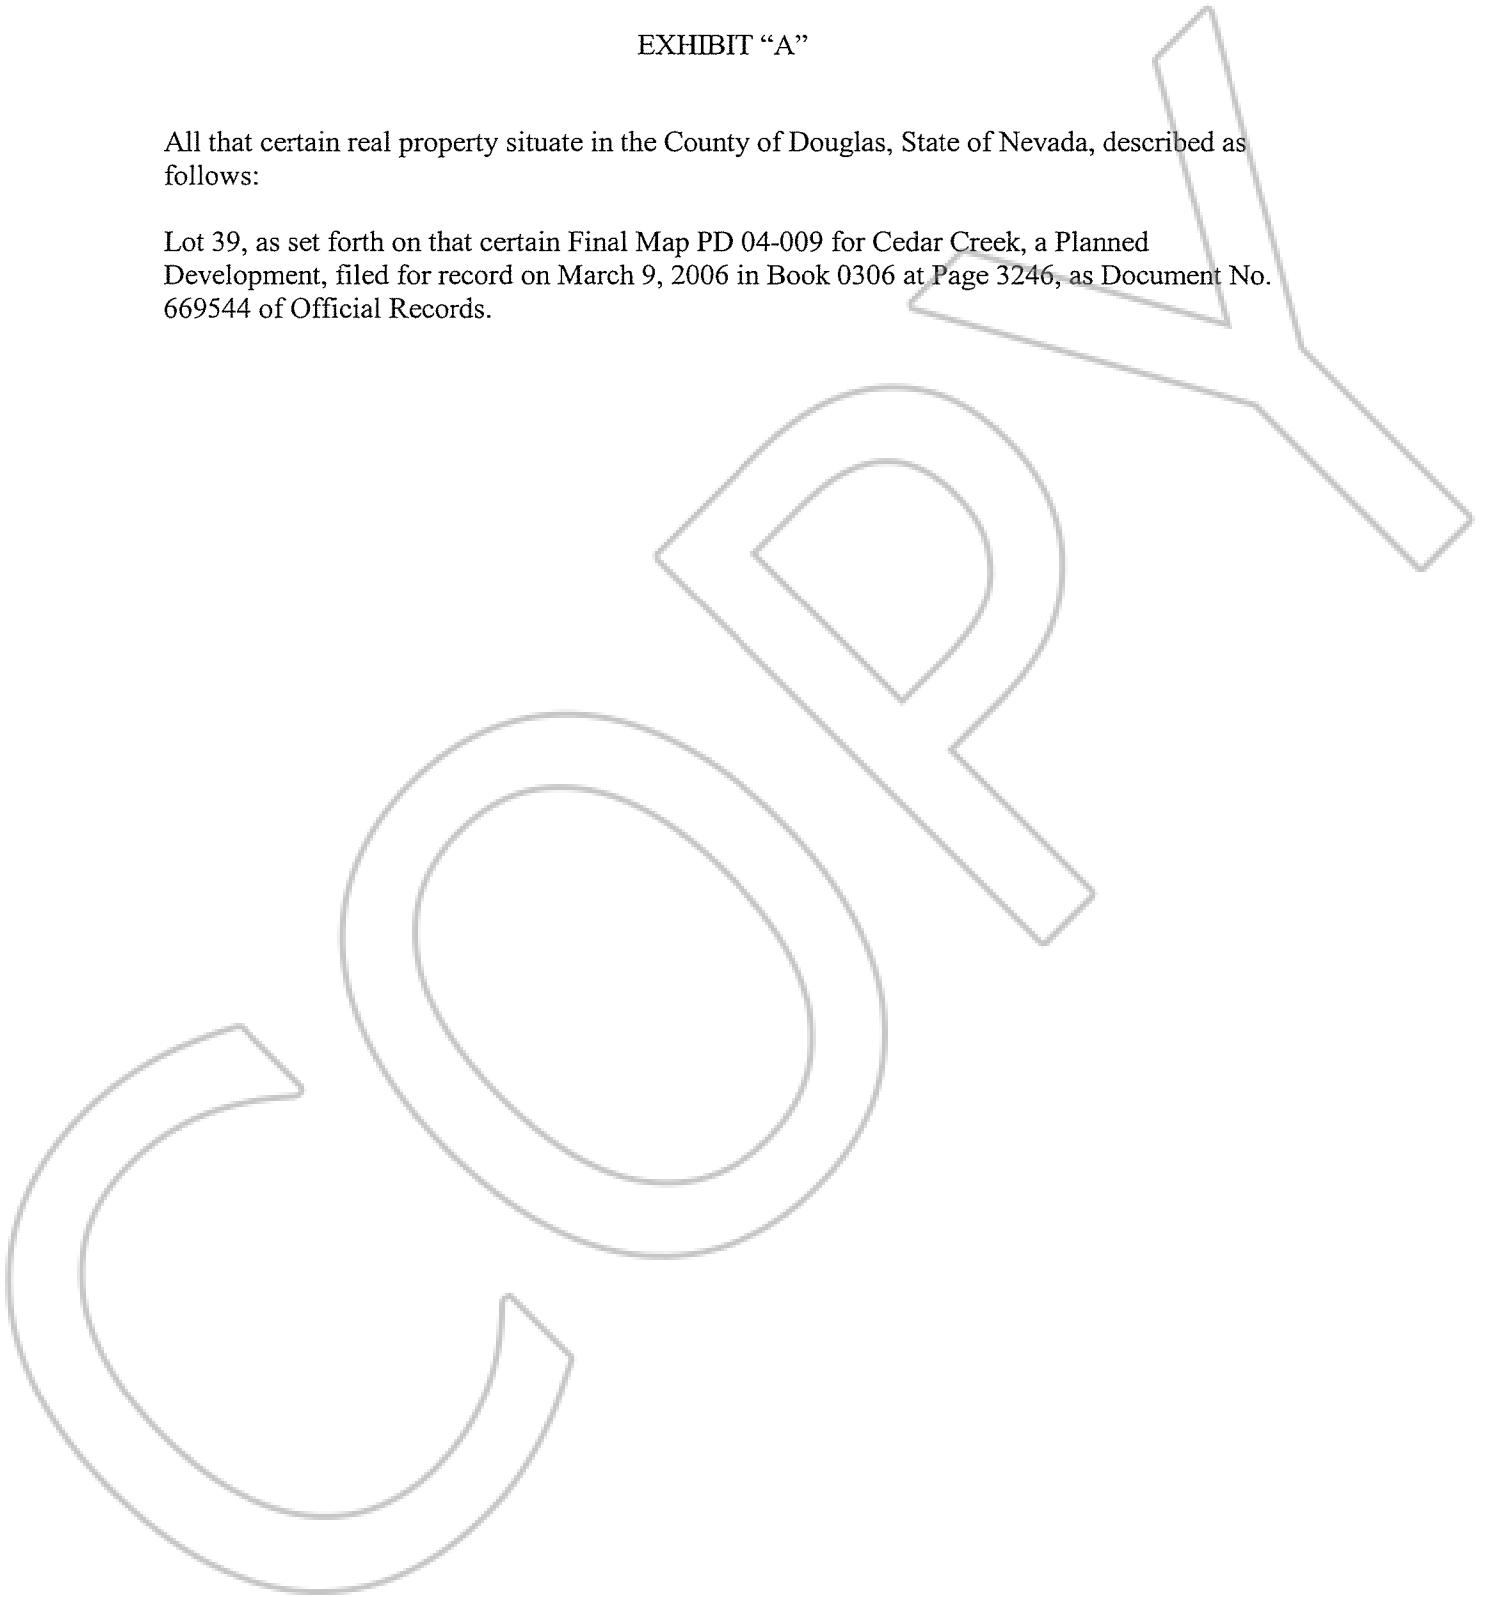 EXHIBIT “A”
All that certain real property situate in the County of Douglas, State of Nevada, described as
follows:
Lot 39, as set forth on that certain Final Map PD 04-009 for Cedar Creek, a Planned
Development, filed for record on March 9, 2006 in Book 0306 at Page 3246, as Document No.
669544 of Official Records.
COPY